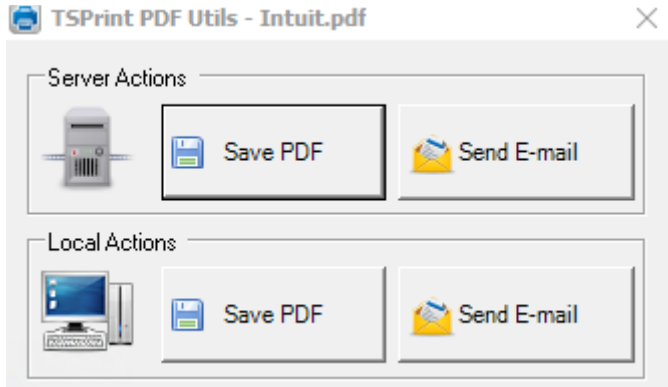 TSPrint PDF Utils - Intuit.pdf
Server Actions
Save PDF
Send E-mail
Local Actions
Save PDF
Send E-mail